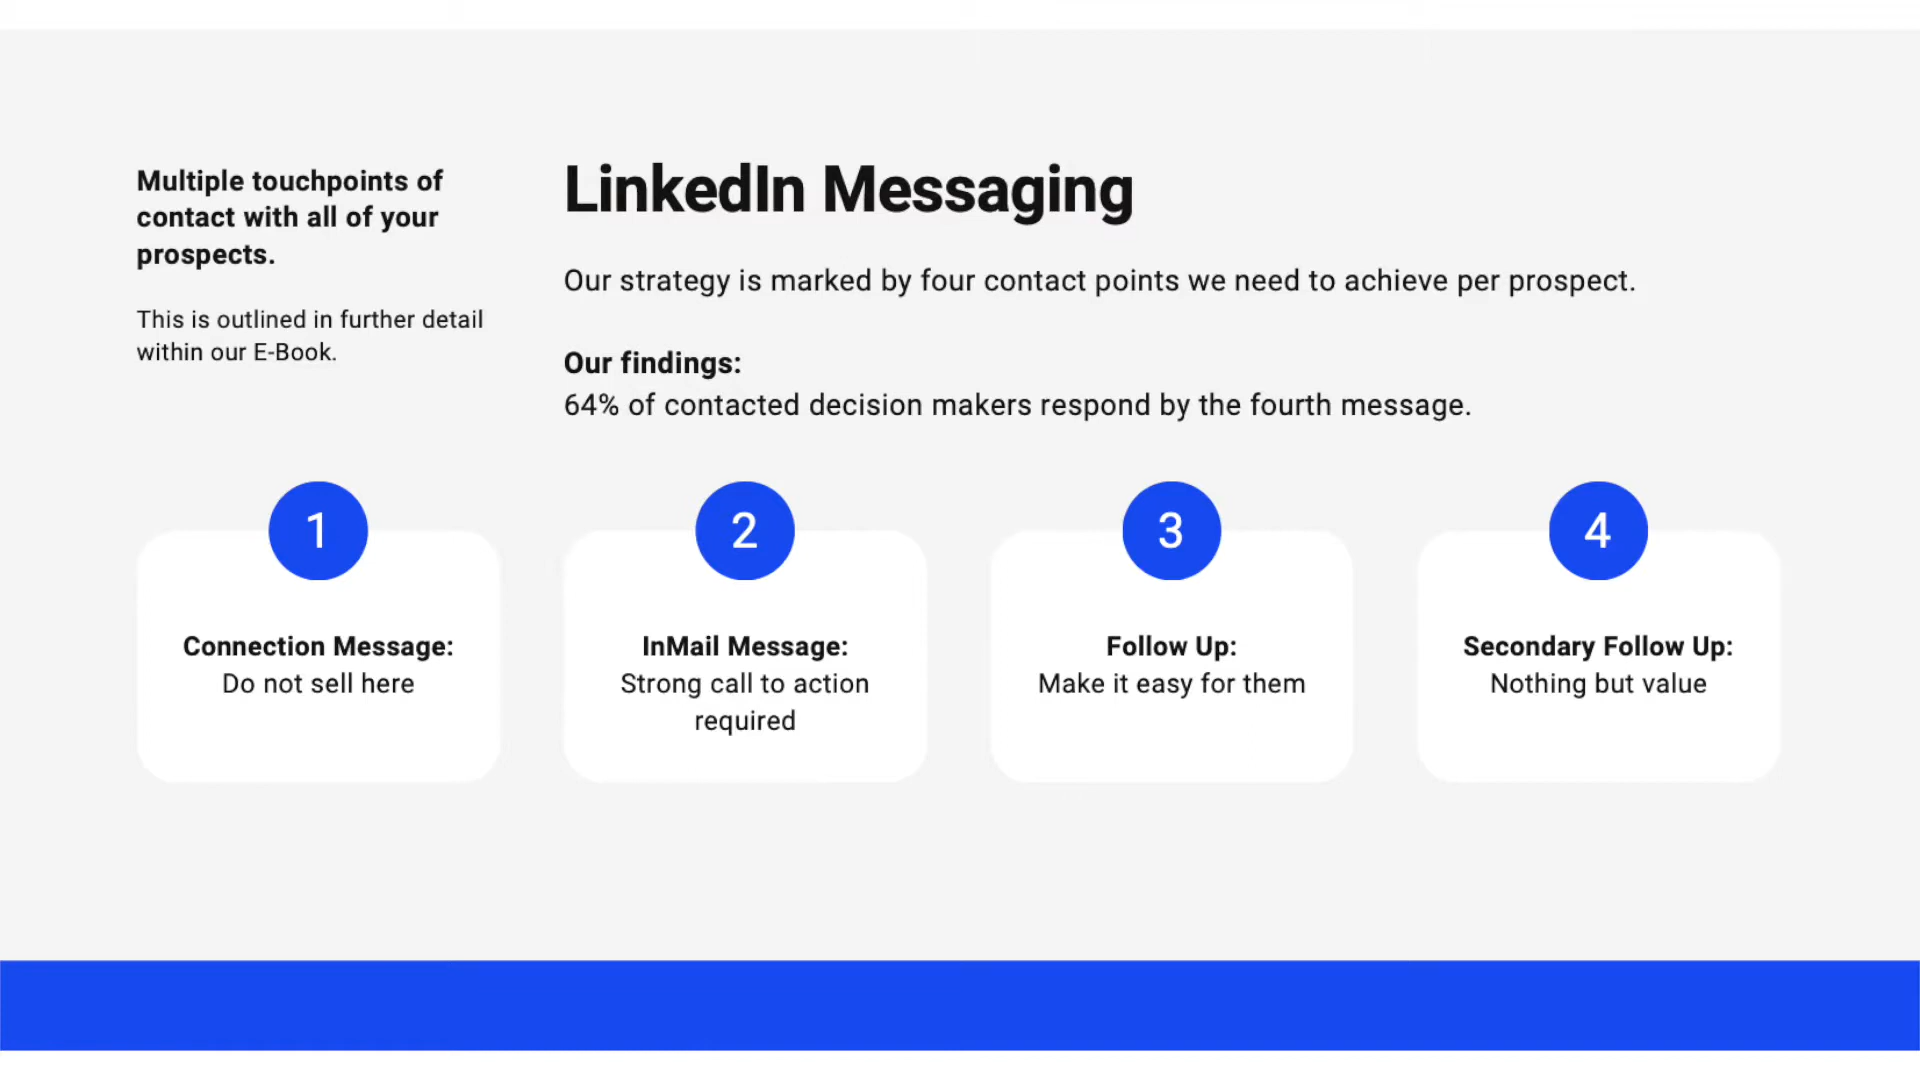 Multiple touchpoints of
contact with all of your
prospects.
This is outlined in further detail
within our E-Book.
LinkedIn Messaging
Our strategy is marked by four contact points we need to achieve per prospect.
Our findings:
64% of contacted decision makers respond by the fourth message.
1
Connection Message:
Do not sell here
2
InMail Message:
Strong call to action
required
3
Follow Up:
Make it easy for them
4
Secondary Follow Up:
Nothing but value